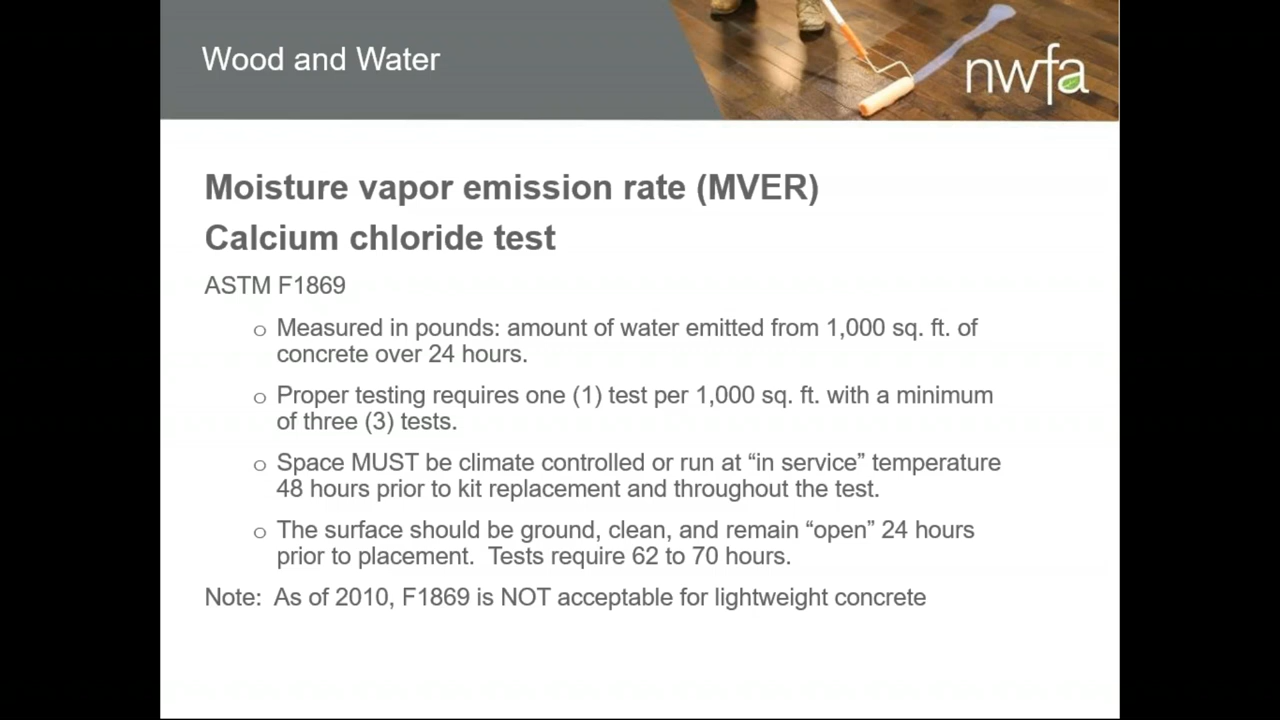 Wood and Water
nwfa
Moisture vapor emission rate (MVER)
Calcium chloride test
ASTM F1869
o Measured in pounds: amount of water emitted from 1,000 sq. ft. of
concrete over 24 hours.
o Proper testing requires one (1) test per 1,000 sq. ft. with a minimum
of three (3) tests.
o Space MUST be climate controlled or run at “in service” temperature
48 hours prior to kit replacement and throughout the test.
o The surface should be ground, clean, and remain “open” 24 hours
prior to placement.  Tests require 62 to 70 hours.
Note:  As of 2010, F1869 is NOT acceptable for lightweight concrete